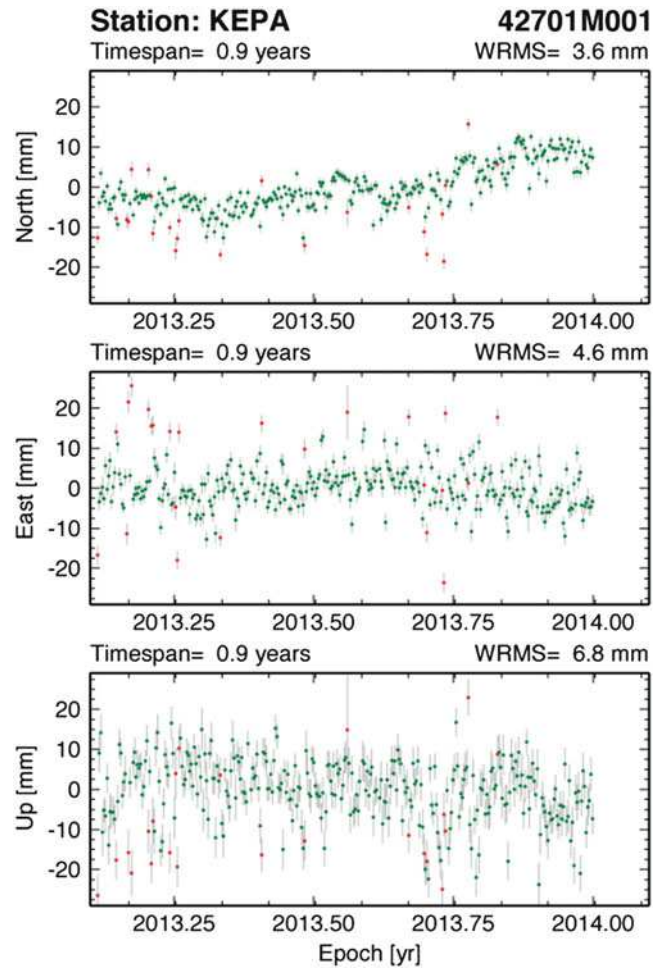 Station: KEPA 42701M001
Timespan= 0.9 years WRMS= 3.6 mm
20
10
0
-10
-20
North [mm]
2013.25 2013.50 2013.75 2014.00
Timespan= 0.9 years WRMS= 4.6 mm
20
10
0
-10
-20
East [mm]
2013.25 2013.50 2013.75 2014.00
Timespan= 0.9 years WRMS= 6.8 mm
20
10
0
-10
-20
Up [mm]
2013.25 2013.50 2013.75 2014.00
Epoch [yr]